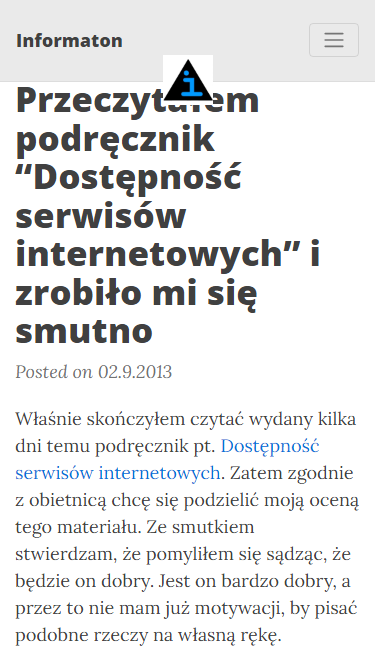 Informaton
Przeczytałem
podręcznik
“Dostępność
serwisów
internetowych” i
zrobiło mi się
smutno
Posted on 02.9.2013
Właśnie skończyłem czytać wydany kilka
dni temu podręcznik pt. Dostępność
serwisów internetowych. Zatem zgodnie
z obietnicą chcę się podzielić moją oceną
tego materiału. Ze smutkiem
stwierdzam, że pomyliłem się sądząc, że
będzie on dobry. Jest on bardzo dobry, a
przez to nie mam już motywacji, by pisać
podobne rzeczy na własną rękę.